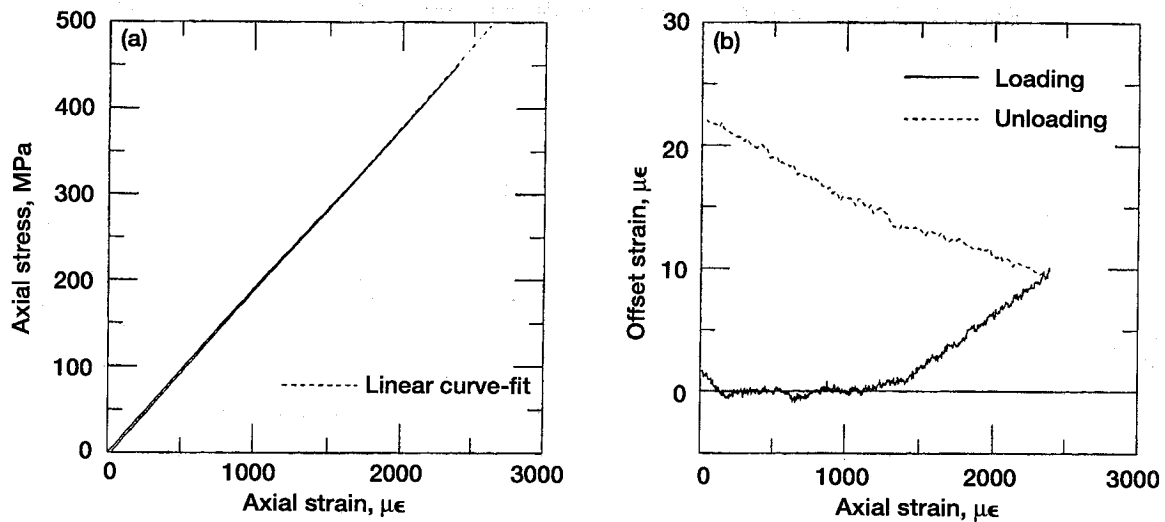 (a)
500
400
300
200
100
0
Axial stress, MPa
Linear curve-fit
0 1000 2000 3000
Axial strain, με
(b)
30
20
10
0
Offset strain, με
Loading
Unloading
0 1000 2000 3000
Axial strain, με